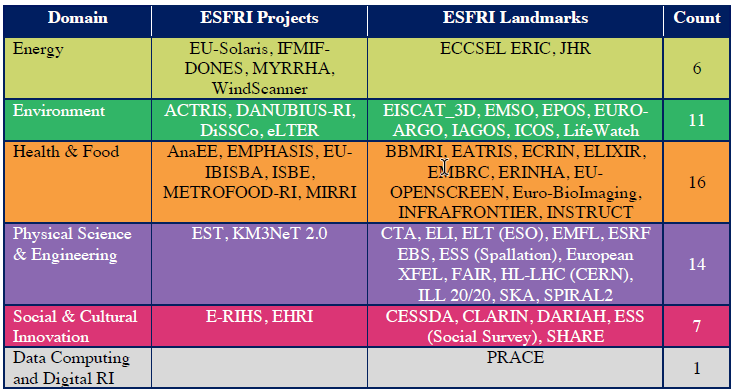 Domain ESFRI Projects ESFRI Landmarks Count
Energy EU-Solaris, IFMIF- ECCSEL ERIC, JHR
DONES, MYRRHA, 6
WindScanner
Environment ACTRIS, DANUBIUS-RI, EISCAT_3D, EMSO, EPOS, EURO- 11
DiSSCo, eLTER ARGO, IAGOS, ICOS, LifeWatch
Health & Food AnaEE, EMPHASIS, EU- BBMRI, EATRIS, ECRIN, ELIXIR,
IBISBA, ISBE, EMBRC, ERINHA, EU-
METROFOOD-RI, MIRRI OPENSCREEN, Euro-BioImaging, 16
INFRAFRONTIER, INSTRUCT
Physical Science EST, KM3NeT 2.0 CTA, ELI, ELT (ESO), EMFL, ESRF
& Engineering EBS, ESS (Spallation), European
XFEL, FAIR, HL-LHC (CERN), 14
ILL 20/20, SKA, SPIRAL2
Social & Cultural E-RIHS, EHRI CESSDA, CLARIN, DARIAH, ESS 7
Innovation (Social Survey), SHARE
Data Computing PRACE 1
and Digital RI